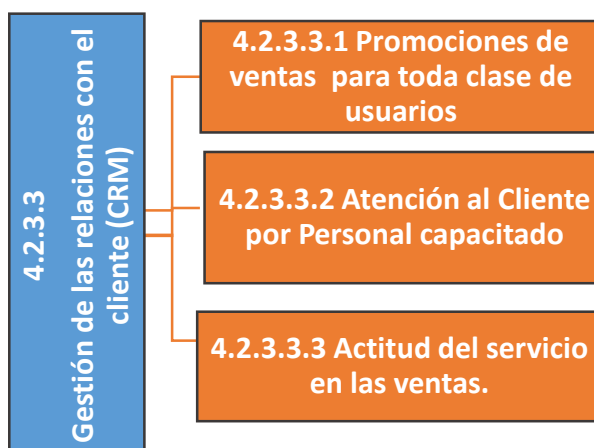 4.2.3.3
Gestión de las relaciones con el
cliente (CRM)
4.2.3.3.1 Promociones de
ventas para toda clase de
usuarios
4.2.3.3.2 Atención al Cliente
por Personal capacitado
4.2.3.3.3 Actitud del servicio
en las ventas.